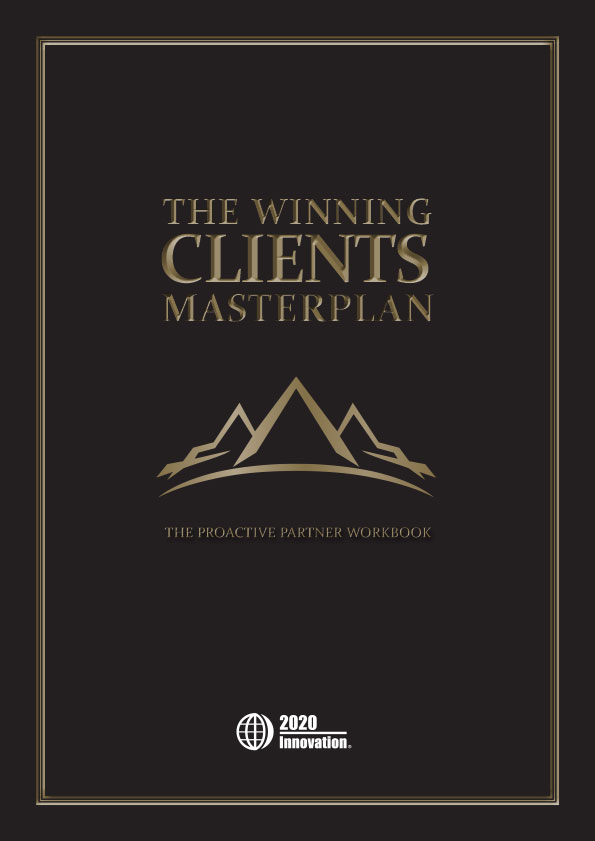 THE WINNING
CLIENTS
MASTERPLAN
THE PROACTIVE PARTNER WORKBOOK
2020
Innovation®